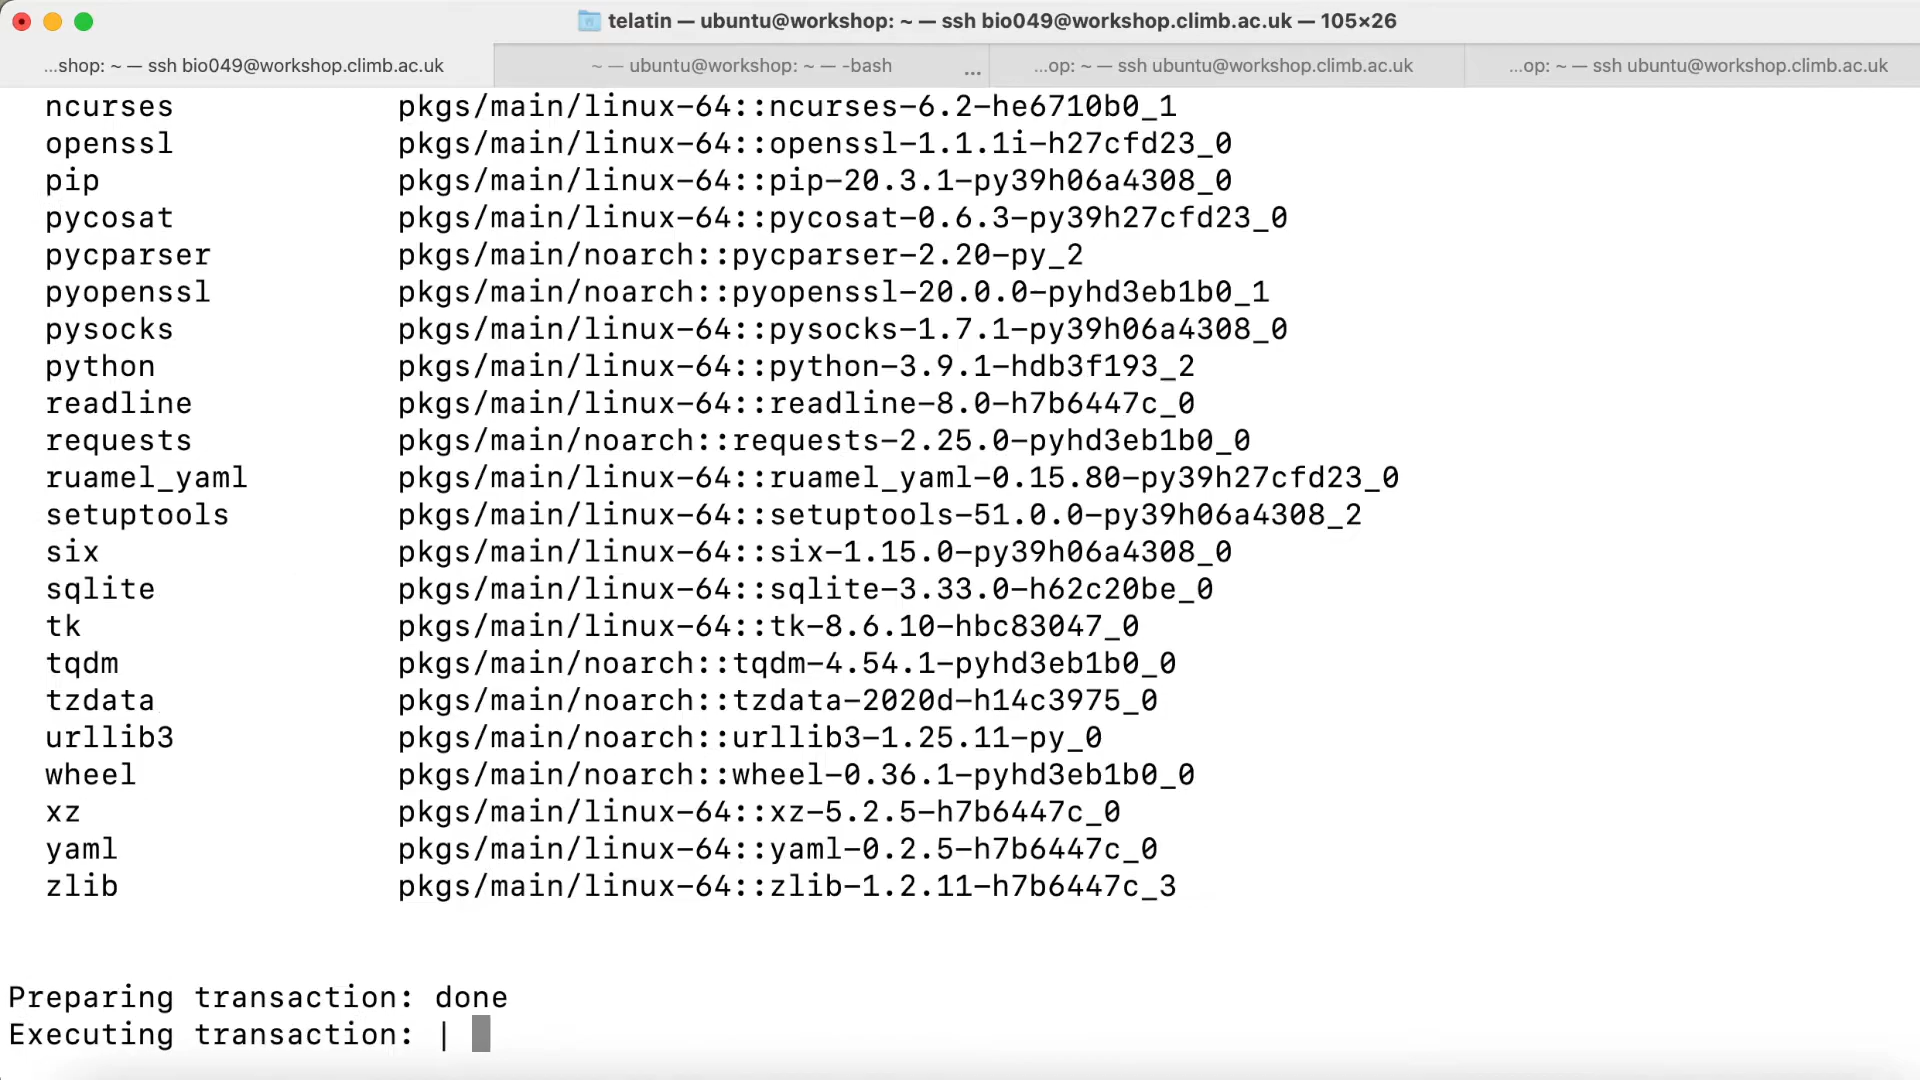 telatin — ubuntu@workshop: ~ — ssh bio049@workshop.climb.ac.uk — 105×26
...shop: ~ — ssh bio049@workshop.climb.ac.uk
~ — ubuntu@workshop: ~ — -bash ...
...op: ~ — ssh ubuntu@workshop.climb.ac.uk
...op: ~ — ssh ubuntu@workshop.climb.ac.uk
ncurses pkgs/main/linux-64::ncurses-6.2-he6710b0_1
openssl pkgs/main/linux-64::openssl-1.1.1i-h27cfd23_0
pip pkgs/main/linux-64::pip-20.3.1-py39h06a4308_0
pycosat pkgs/main/linux-64::pycosat-0.6.3-py39h27cfd23_0
pycparser pkgs/main/noarch::pycparser-2.20-py_2
pyopenssl pkgs/main/noarch::pyopenssl-20.0.0-pyhd3eb1b0_1
pysocks pkgs/main/linux-64::pysocks-1.7.1-py39h06a4308_0
python pkgs/main/linux-64::python-3.9.1-hdb3f193_2
readline pkgs/main/linux-64::readline-8.0-h7b6447c_0
requests pkgs/main/noarch::requests-2.25.0-pyhd3eb1b0_0
ruamel_yaml pkgs/main/linux-64::ruamel_yaml-0.15.80-py39h27cfd23_0
setuptools pkgs/main/linux-64::setuptools-51.0.0-py39h06a4308_2
six pkgs/main/linux-64::six-1.15.0-py39h06a4308_0
sqlite pkgs/main/linux-64::sqlite-3.33.0-h62c20be_0
tk pkgs/main/linux-64::tk-8.6.10-hbc83047_0
tqdm pkgs/main/noarch::tqdm-4.54.1-pyhd3eb1b0_0
tzdata pkgs/main/noarch::tzdata-2020d-h14c3975_0
urllib3 pkgs/main/noarch::urllib3-1.25.11-py_0
wheel pkgs/main/noarch::wheel-0.36.1-pyhd3eb1b0_0
xz pkgs/main/linux-64::xz-5.2.5-h7b6447c_0
yaml pkgs/main/linux-64::yaml-0.2.5-h7b6447c_0
zlib pkgs/main/linux-64::zlib-1.2.11-h7b6447c_3
Preparing transaction: done
Executing transaction: |